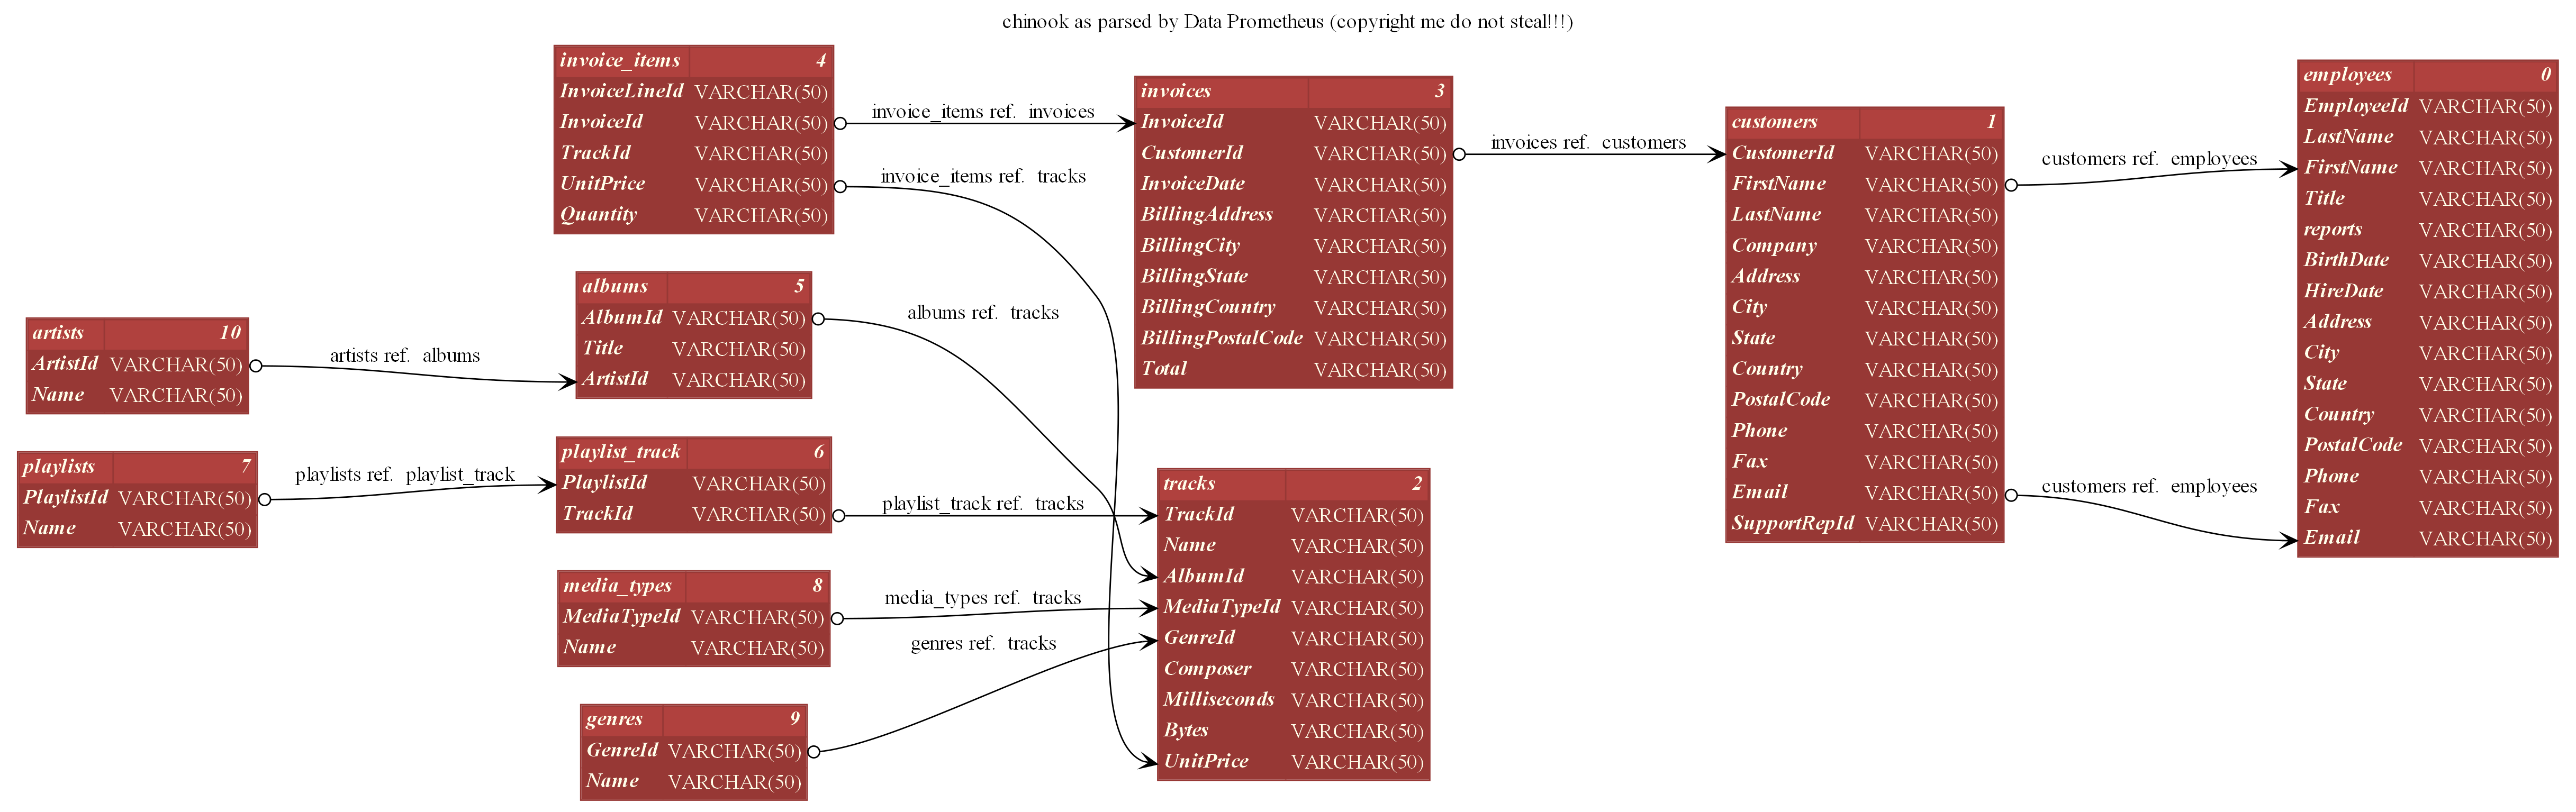 chinook as parsed by Data Prometheus (copyright me do not steal!!!)
artists 10
ArtistId VARCHAR(50)
Name VARCHAR(50)
playlists 7
PlaylistId VARCHAR(50)
Name VARCHAR(50)
artists ref. albums
playlists ref. playlist_track
invoice_items 4
InvoiceLineId VARCHAR(50)
InvoiceId VARCHAR(50)
TrackId VARCHAR(50)
UnitPrice VARCHAR(50)
Quantity VARCHAR(50)
albums 5
AlbumId VARCHAR(50)
Title VARCHAR(50)
ArtistId VARCHAR(50)
playlist_track 6
PlaylistId VARCHAR(50)
TrackId VARCHAR(50)
media_types 8
MediaTypeId VARCHAR(50)
Name VARCHAR(50)
genres 9
GenreId VARCHAR(50)
Name VARCHAR(50)
invoice_items ref. invoices
invoice_items ref. tracks
albums ref. tracks
playlist_track ref. tracks
media_types ref. tracks
genres ref. tracks
invoices 3
InvoiceId VARCHAR(50)
CustomerId VARCHAR(50)
InvoiceDate VARCHAR(50)
BillingAddress VARCHAR(50)
BillingCity VARCHAR(50)
BillingState VARCHAR(50)
BillingCountry VARCHAR(50)
BillingPostalCode VARCHAR(50)
Total VARCHAR(50)
tracks 2
TrackId VARCHAR(50)
Name VARCHAR(50)
AlbumId VARCHAR(50)
MediaTypeId VARCHAR(50)
GenreId VARCHAR(50)
Composer VARCHAR(50)
Milliseconds VARCHAR(50)
Bytes VARCHAR(50)
UnitPrice VARCHAR(50)
invoices ref. customers
customers 1
CustomerId VARCHAR(50)
FirstName VARCHAR(50)
LastName VARCHAR(50)
Company VARCHAR(50)
Address VARCHAR(50)
City VARCHAR(50)
State VARCHAR(50)
Country VARCHAR(50)
PostalCode VARCHAR(50)
Phone VARCHAR(50)
Fax VARCHAR(50)
Email VARCHAR(50)
SupportRepId VARCHAR(50)
customers ref. employees
customers ref. employees
employees 0
EmployeeId VARCHAR(50)
LastName VARCHAR(50)
FirstName VARCHAR(50)
Title VARCHAR(50)
reports VARCHAR(50)
BirthDate VARCHAR(50)
HireDate VARCHAR(50)
Address VARCHAR(50)
City VARCHAR(50)
State VARCHAR(50)
Country VARCHAR(50)
PostalCode VARCHAR(50)
Phone VARCHAR(50)
Fax VARCHAR(50)
Email VARCHAR(50)